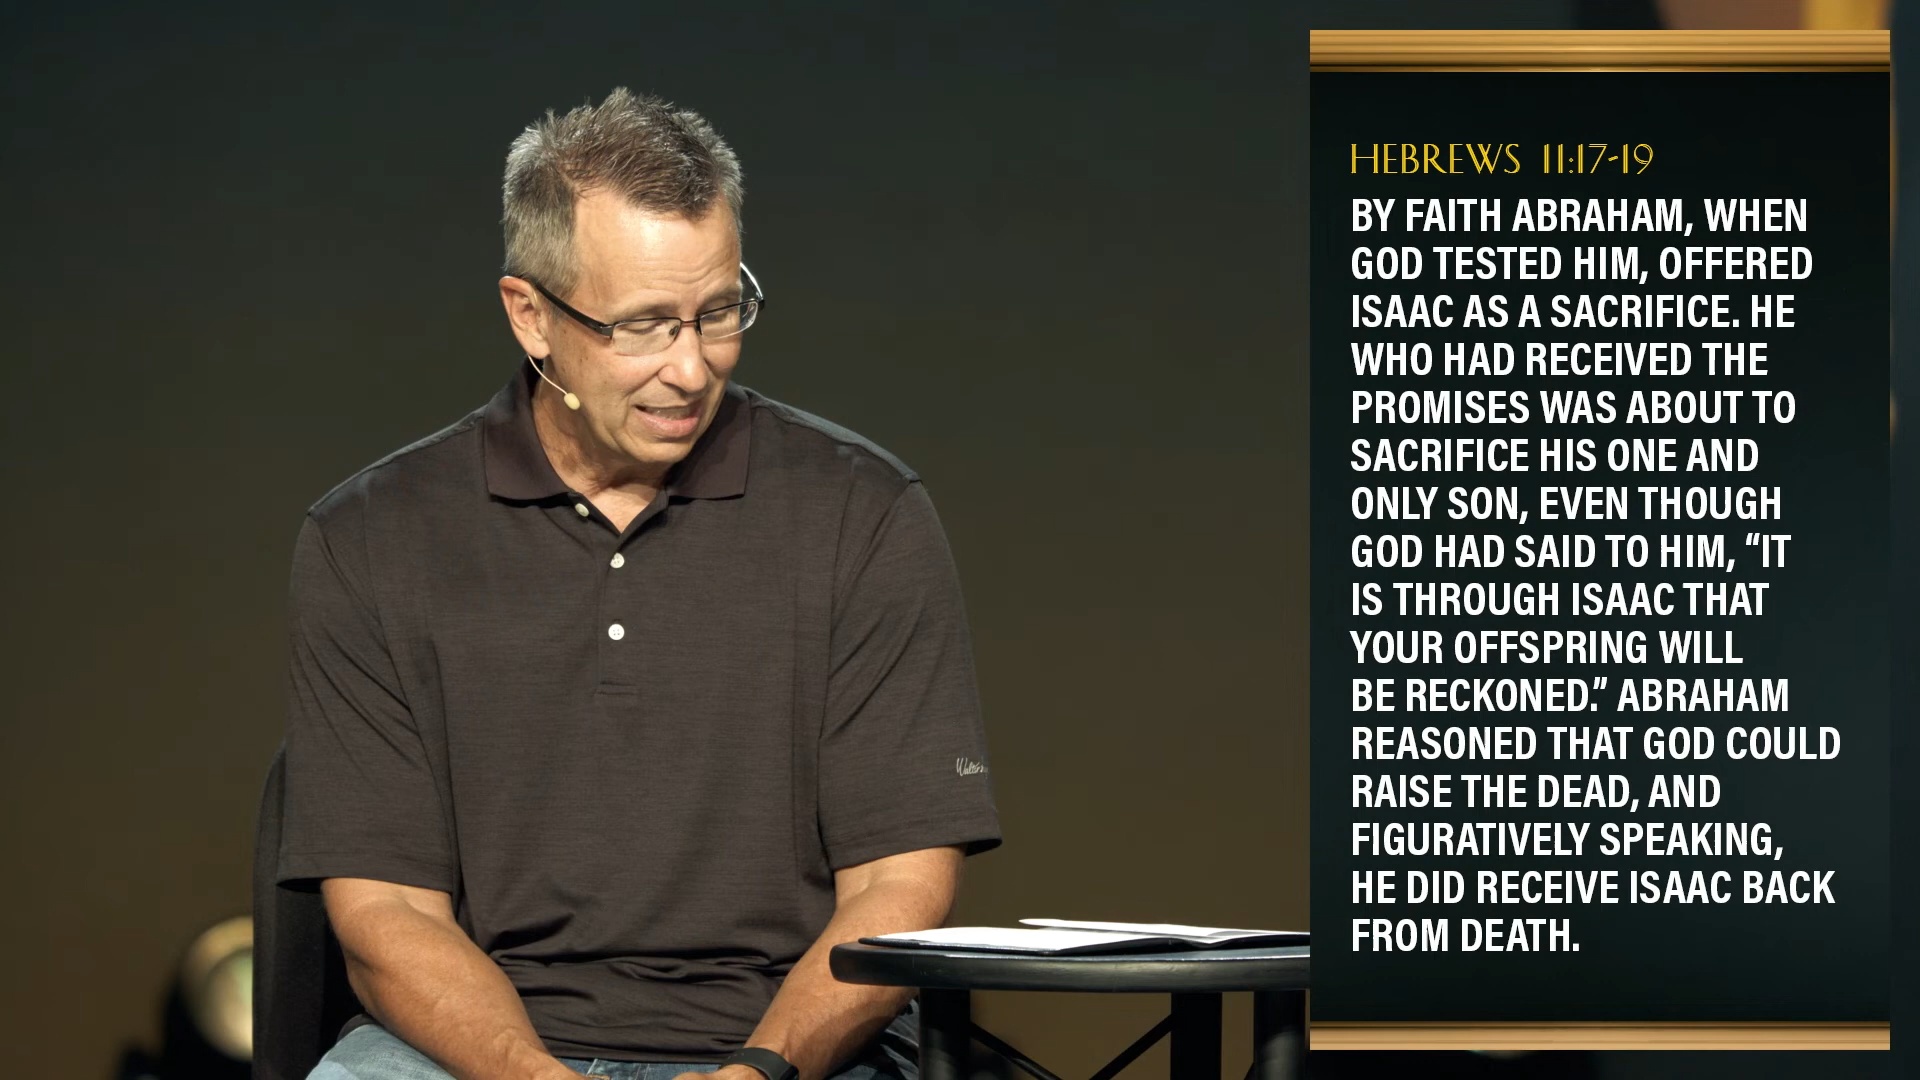 HEBREWS 11:17-19
BY FAITH ABRAHAM, WHEN
GOD TESTED HIM, OFFERED
ISAAC AS A SACRIFICE. HE
WHO HAD RECEIVED THE
PROMISES WAS ABOUT TO
SACRIFICE HIS ONE AND
ONLY SON, EVEN THOUGH
GOD HAD SAID TO HIM, “IT
IS THROUGH ISAAC THAT
YOUR OFFSPRING WILL
BE RECKONED.” ABRAHAM
REASONED THAT GOD COULD
RAISE THE DEAD, AND
FIGURATIVELY SPEAKING,
HE DID RECEIVE ISAAC BACK
FROM DEATH.